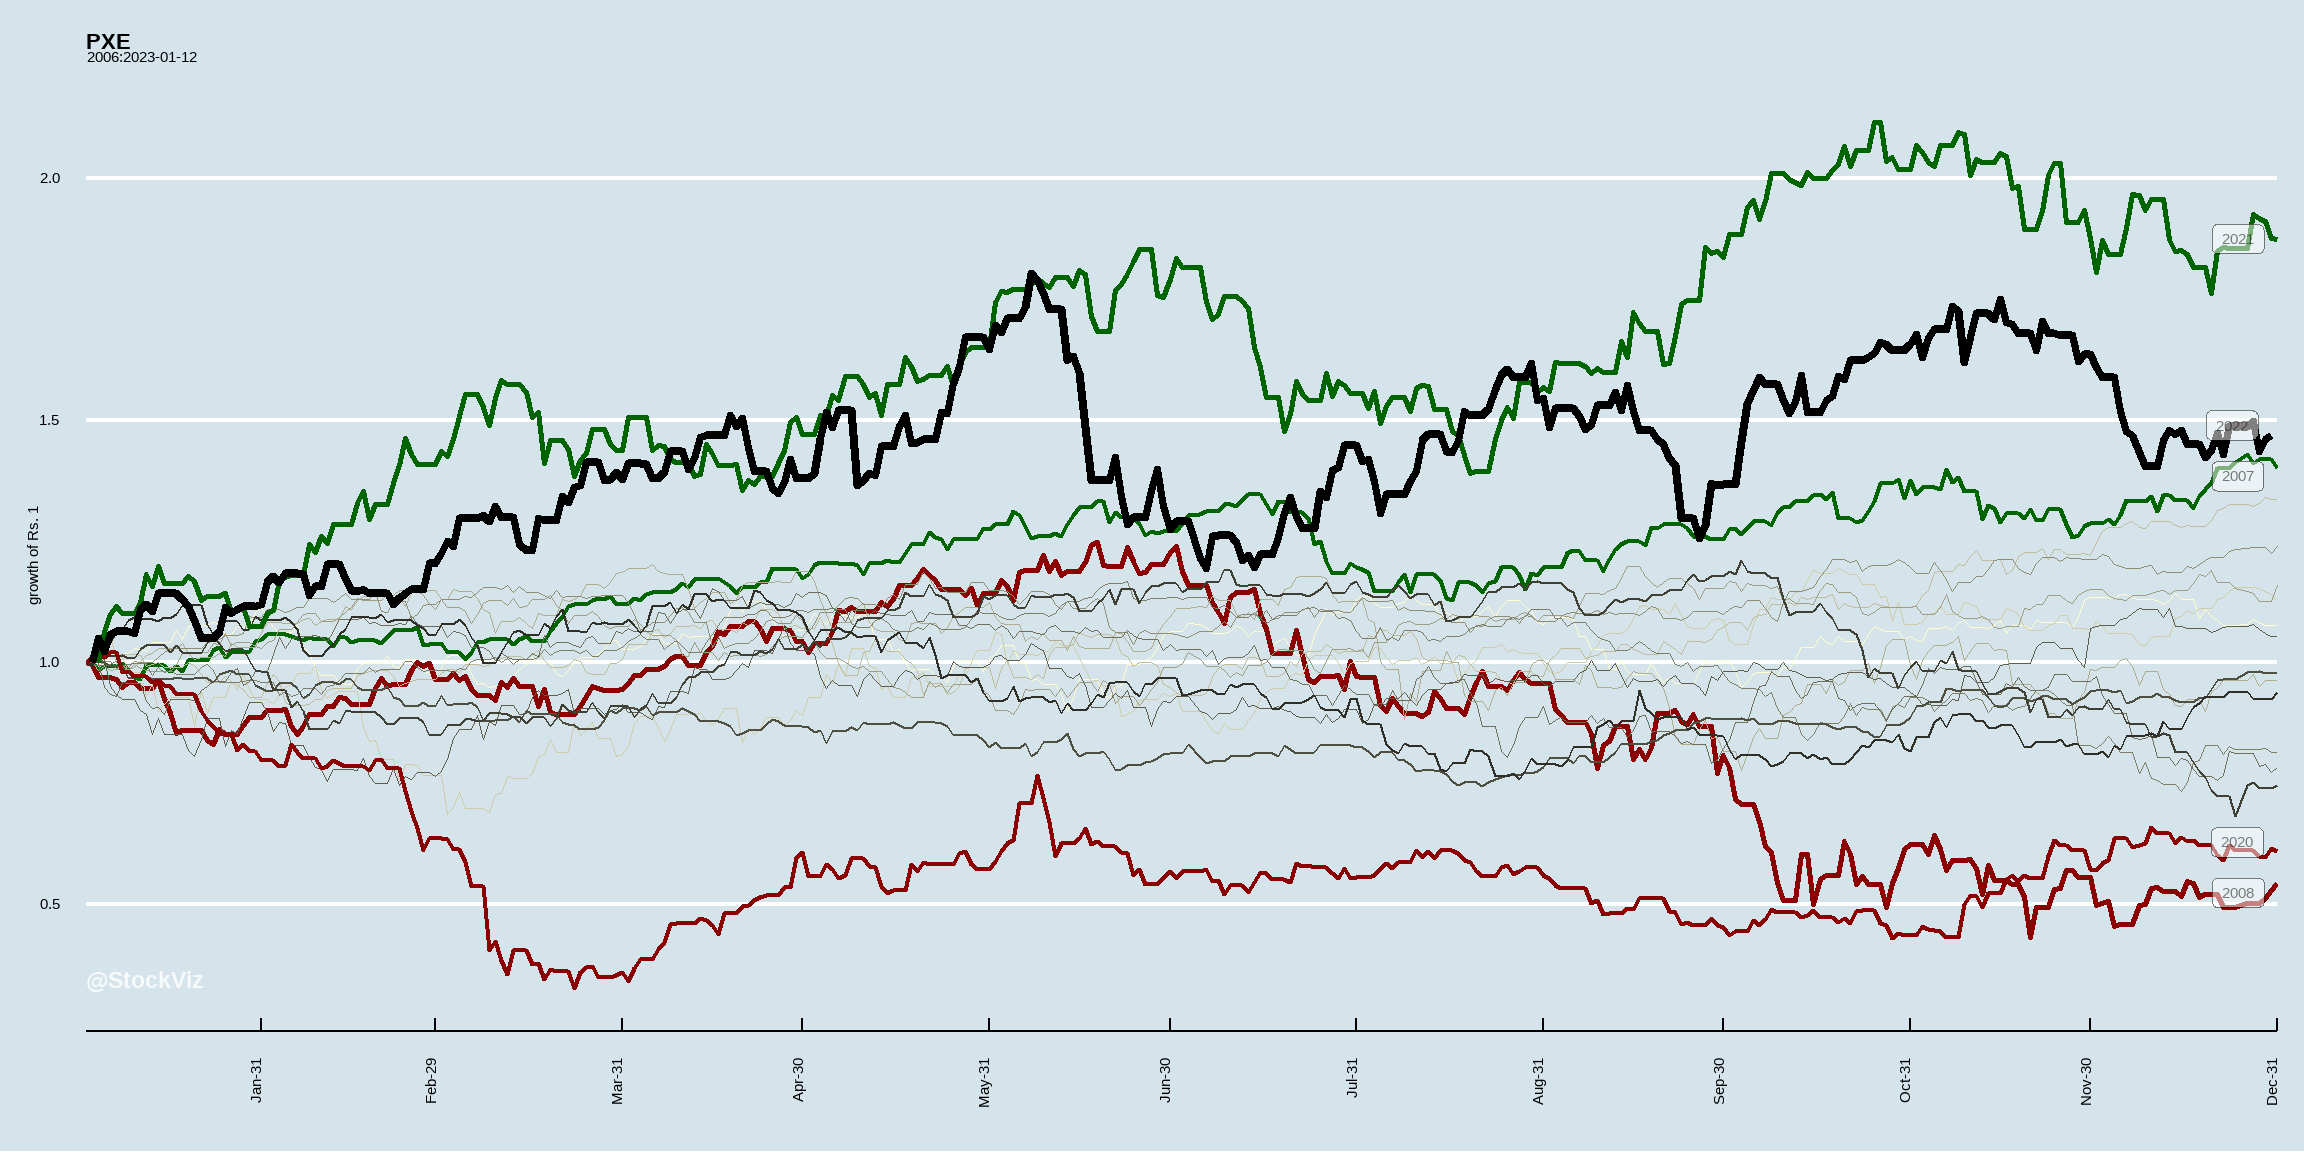 PXE
2006:2023-01-12
2.0
1.5
1.0
0.5
growth of Rs. 1
2021
2022
2007
2020
2008
@StockViz
Jan-31
Feb-29
Mar-31
Apr-30
May-31
Jun-30
Jul-31
Aug-31
Sep-30
Oct-31
Nov-30
Dec-31